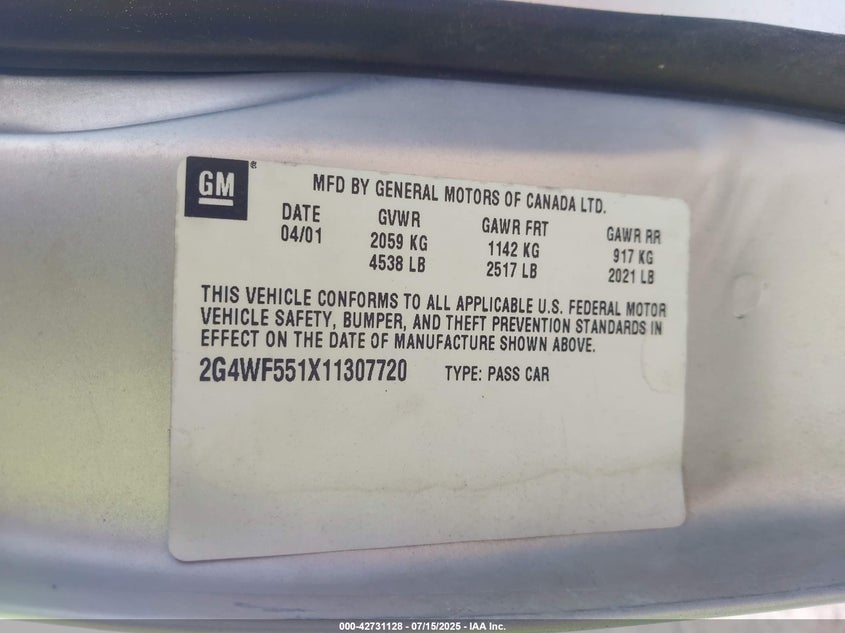 GM ®
MFD BY GENERAL MOTORS OF CANADA LTD.
DATE GVWR GAWR FRT GAWR RR
04/01 2059 KG 1142 KG 917 KG
4538 LB 2517 LB 2021 LB
THIS VEHICLE CONFORMS TO ALL APPLICABLE U.S. FEDERAL MOTOR
VEHICLE SAFETY, BUMPER, AND THEFT PREVENTION STANDARDS IN
EFFECT ON THE DATE OF MANUFACTURE SHOWN ABOVE.
2G4WF551X11307720 TYPE: PASS CAR
000-42731128 - 07/15/2025 - IAA Inc.